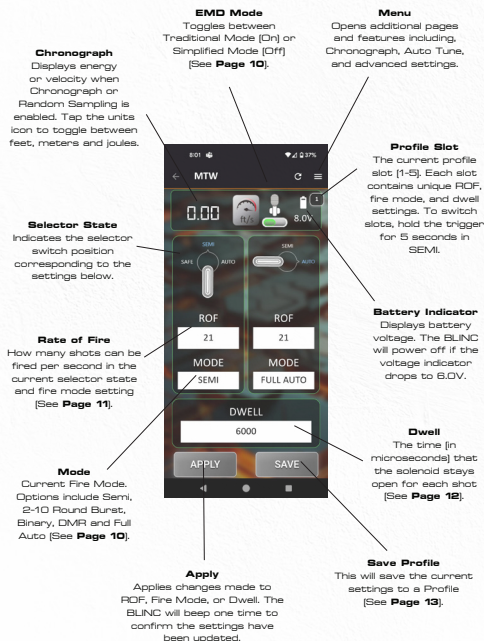 EMD Mode
Toggles between
Traditional Mode (On) or
Simplified Mode (Off)
(See Page 10).
Menu
Opens additional pages
and features including,
Chronograph, Auto Tune,
and advanced settings.
Chronograph
Displays energy
or velocity when
Chronograph or
Random Sampling is
enabled. Tap the units
icon to toggle between
feet, meters and joules.
Selector State
Indicates the selector
switch position
corresponding to the
settings below.
Rate of Fire
How many shots can be
fired per second in the
current selector state
and fire mode setting
(See Page 11).
Mode
Current Fire Mode.
Options include Semi,
2-10 Round Burst,
Binary, DMR and Full
Auto (See Page 10).
8:01
37%
MTW
0.00
ft/s
1
8.0V
SEMI
SAFE
AUTO
SEMI
AUTO
ROF
ROF
21
21
MODE
MODE
SEMI
FULL AUTO
DWELL
6000
APPLY
SAVE
Profile Slot
The current profile
slot (1-5). Each slot
contains unique ROF,
fire mode, and dwell
settings. To switch
slots, hold the trigger
for 5 seconds in
SEMI.
Battery Indicator
Displays battery
voltage. The BLINC
will power off if the
voltage indicator
drops to 6.0V.
Dwell
The time (in
microseconds) that
the solenoid stays
open for each shot
(See Page 12).
Save Profile
This will save the current
settings to a Profile
(See Page 13).
Apply
Applies changes made to
ROF, Fire Mode, or Dwell. The
BLINC will beep one time to
confirm the settings have
been updated.